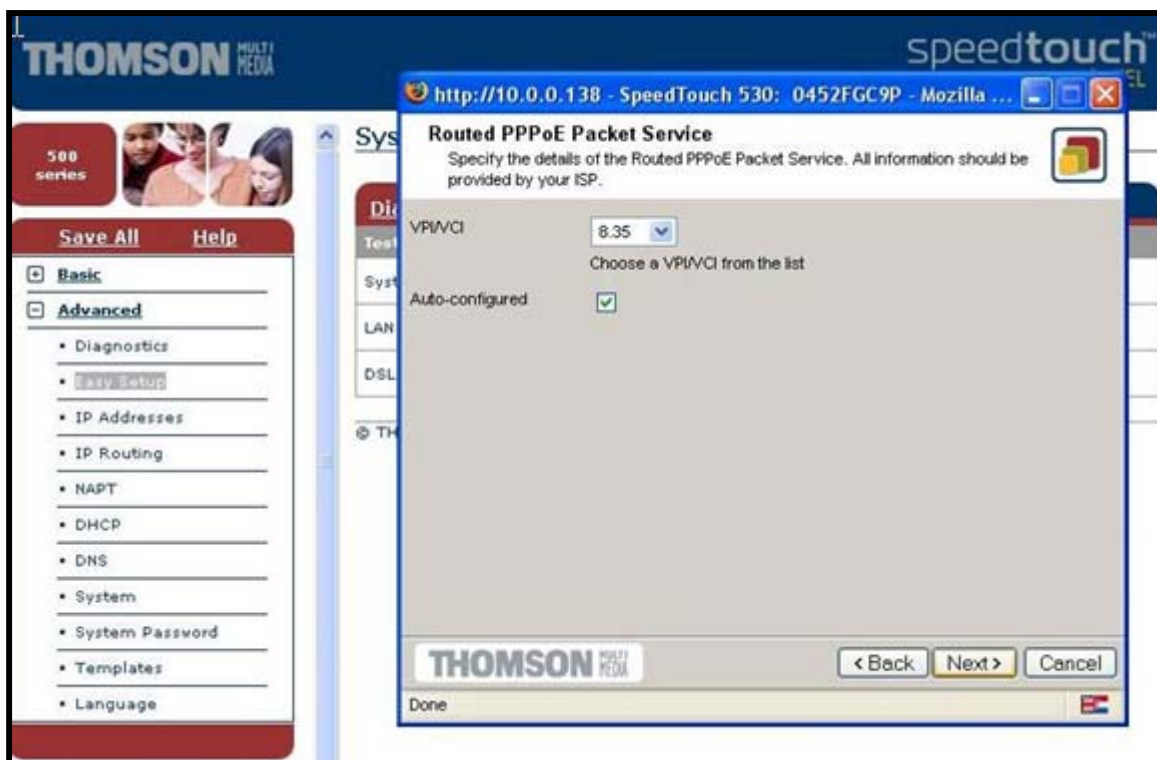 THOMSON MULTI MEDIA
speedtouch™
500
series
Save All Help
Basic
Advanced
• Diagnostics
• Easy Setup
• IP Addresses
• IP Routing
• NAPT
• DHCP
• DNS
• System
• System Password
• Templates
• Language
Sys
Di
Test
Syst
LAN
DSL
© TH
http://10.0.0.138 - SpeedTouch 530: 0452FGC9P - Mozilla ...
Routed PPPoE Packet Service
Specify the details of the Routed PPPoE Packet Service. All information should be
provided by your ISP.
VPI/VCI
8.35
Choose a VPI/VCI from the list
Auto-configured
THOMSON MULTI MEDIA
<Back Next> Cancel
Done